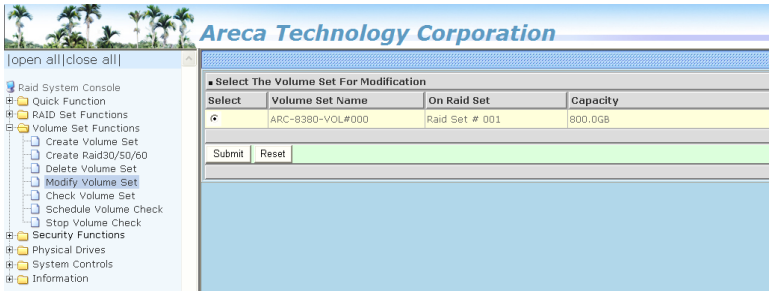 Areca Technology Corporation
|open all|close all|
Raid System Console
Quick Function
RAID Set Functions
Volume Set Functions
Create Volume Set
Create Raid30/50/60
Delete Volume Set
Modify Volume Set
Check Volume Set
Schedule Volume Check
Stop Volume Check
Security Functions
Physical Drives
System Controls
Information
Select The Volume Set For Modification
Select Volume Set Name On Raid Set Capacity
ARC-8380-VOL#000 Raid Set # 001 800.0GB
Submit Reset